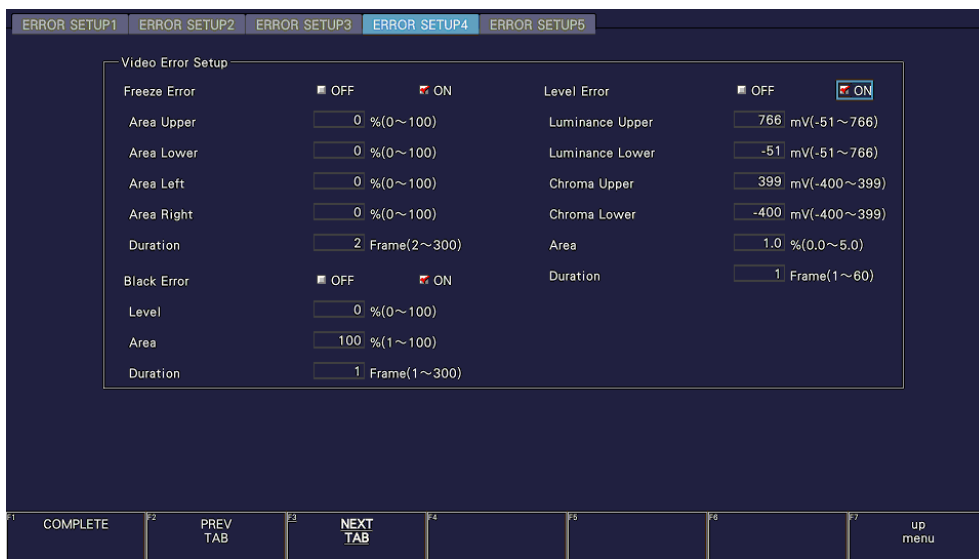 ERROR SETUP1 ERROR SETUP2 ERROR SETUP3 ERROR SETUP4 ERROR SETUP5
Video Error Setup
Freeze Error OFF ON
Area Upper 0 %(0～100)
Area Lower 0 %(0～100)
Area Left 0 %(0～100)
Area Right 0 %(0～100)
Duration 2 Frame(2～300)
Black Error OFF ON
Level 0 %(0～100)
Area 100 %(1～100)
Duration 1 Frame(1～300)
Level Error OFF ON
Luminance Upper 766 mV(-51～766)
Luminance Lower -51 mV(-51～766)
Chroma Upper 399 mV(-400～399)
Chroma Lower -400 mV(-400～399)
Area 1.0 %(0.0～5.0)
Duration 1 Frame(1～60)
F1 COMPLETE
F2 PREV
TAB
F3 NEXT
TAB
F4
F5
F6
F7 up
menu